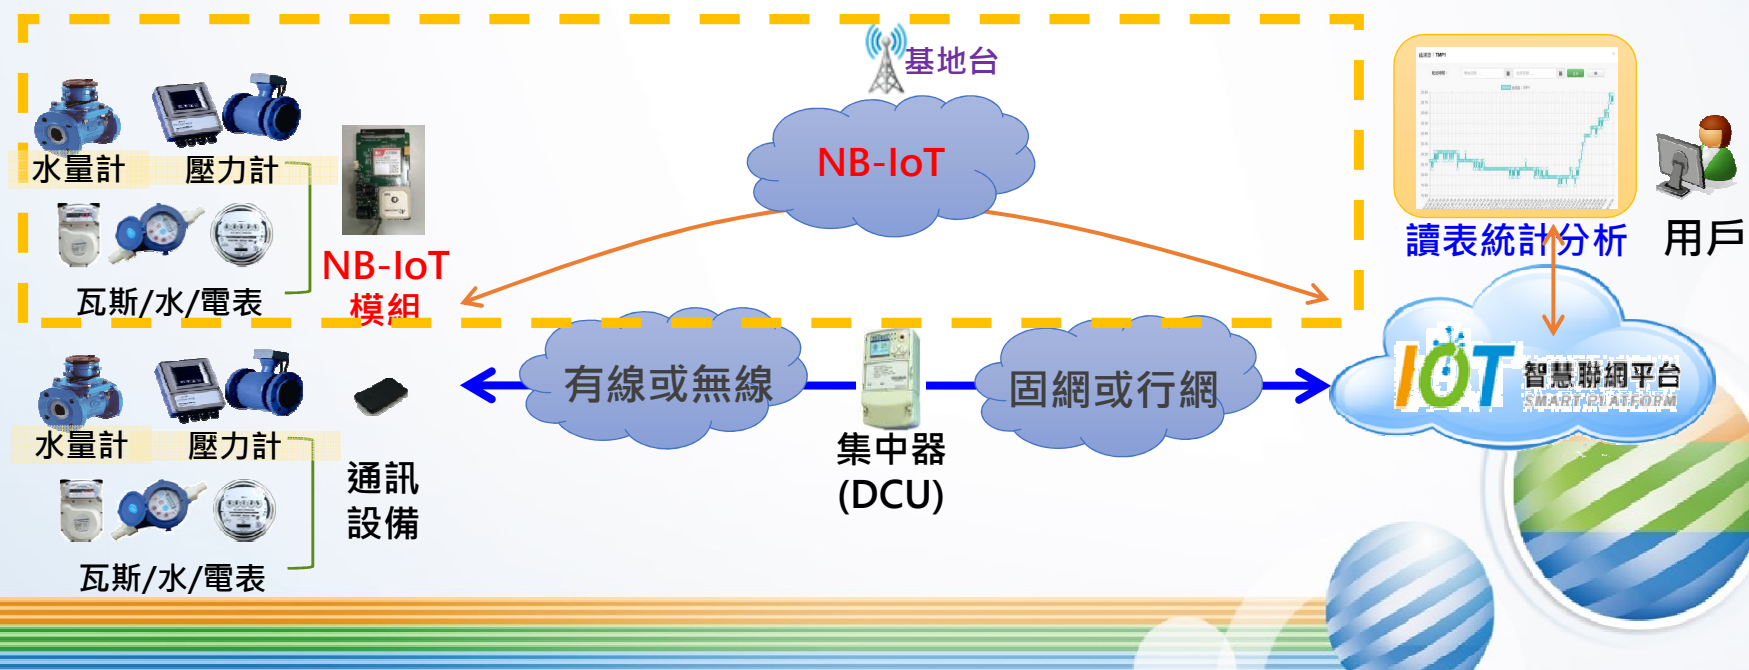 基地台
NB-IoT
水量計
壓力計
瓦斯/水/電表
NB-IoT
模組
讀表統計分析
用戶
有線或無線
固網或行網
IOT 智慧聯網平台
SMART PLATFORM
水量計
壓力計
瓦斯/水/電表
通訊
設備
集中器
(DCU)